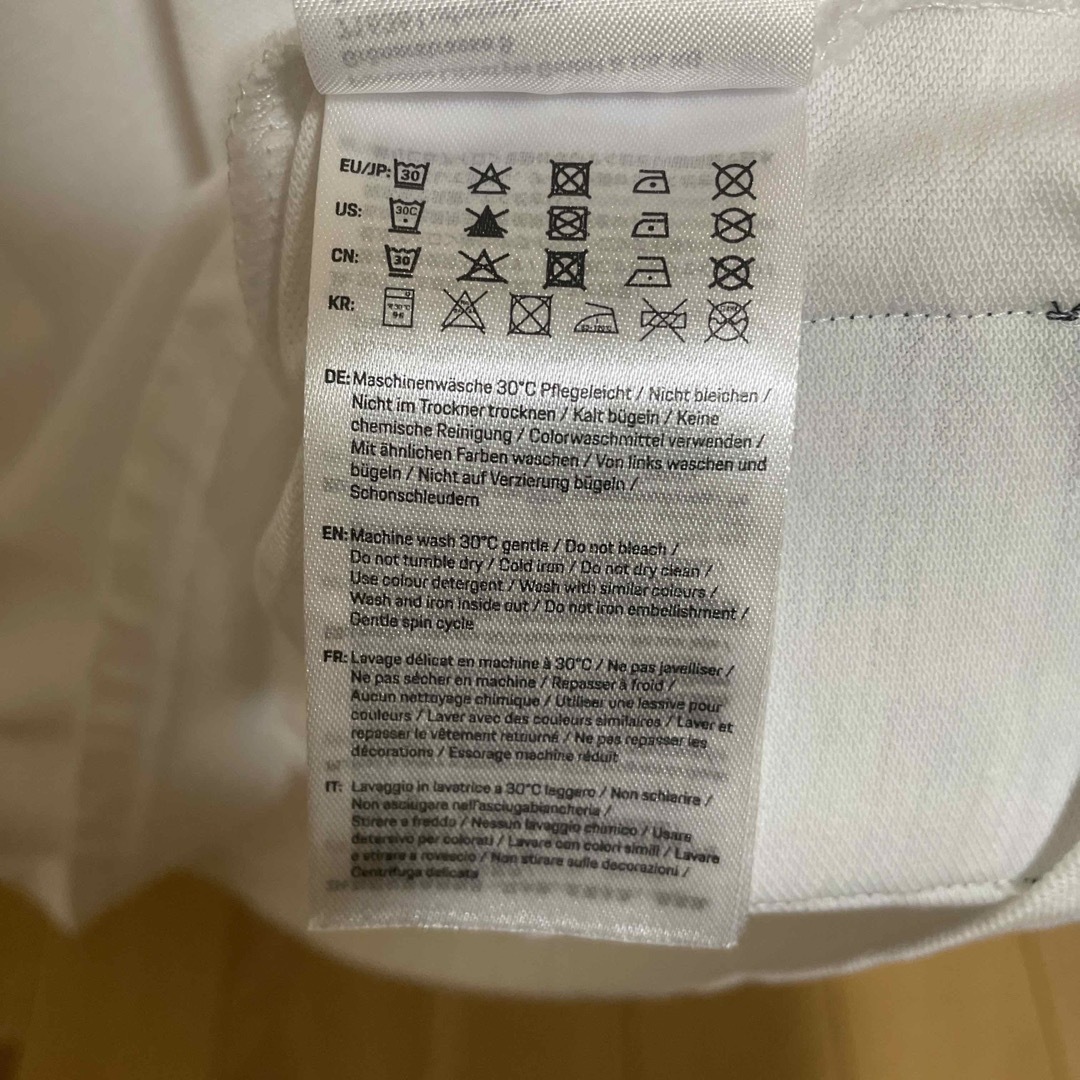 EU/JP: 30
US: 30C
CN: 30
KR:
DE: Maschinenwäsche 30°C Pflegeleicht / Nicht bleichen /
Nicht im Trockner trocknen / Kalt bügeln / Keine
chemische Reinigung / Colorwaschmittel verwenden /
Mit ähnlichen Farben waschen / Von links waschen und
bügeln / Nicht auf Verzierung bügeln /
Schonschleudern
EN: Machine wash 30°C gentle / Do not bleach /
Do not tumble dry / Cold iron / Do not dry clean /
Use colour detergent / Wash with similar colours /
Wash and iron inside out / Do not iron embellishment /
Gentle spin cycle
FR: Lavage délicat en machine à 30°C / Ne pas javelliser /
Ne pas sécher en machine / Repasser à froid /
Aucun nettoyage chimique / Utiliser une lessive pour
couleurs / Laver avec des couleurs similaires / Laver et
repasser le vêtement retourné / Ne pas repasser les
décorations / Essorage machine réduit
IT: Lavaggio in lavatrice a 30°C leggero / Non schiarire /
Non asciugare nell'asciugabiancheria /
Stirare a freddo / Nessun lavaggio chimico / Usare
detersivo per colorati / Lavare con colori simili / Lavare
e stirare a rovescio / Non stirare sulle decorazioni /
Centrifuga delicata